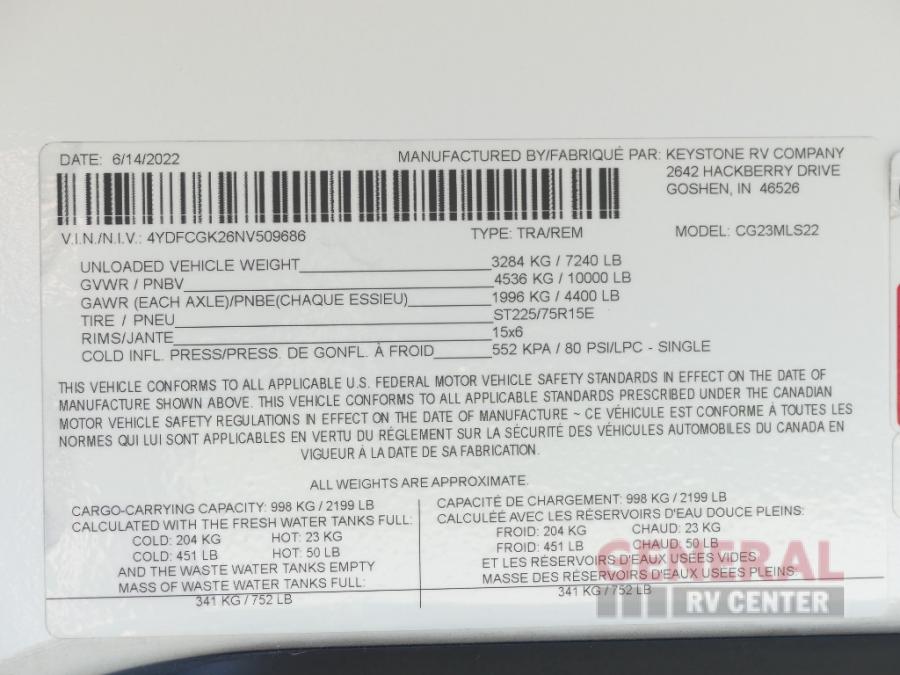 DATE: 6/14/2022
MANUFACTURED BY/FABRIQUÉ PAR: KEYSTONE RV COMPANY
2642 HACKBERRY DRIVE
GOSHEN, IN 46526
V.I.N./N.I.V.: 4YDFCGK26NV509686 TYPE: TRA/REM MODEL: CG23MLS22
UNLOADED VEHICLE WEIGHT 3284 KG / 7240 LB
GVWR / PNBV 4536 KG / 10000 LB
GAWR (EACH AXLE)/PNBE(CHAQUE ESSIEU) 1996 KG / 4400 LB
TIRE / PNEU ST225/75R15E
RIMS/JANTE 15x6
COLD INFL. PRESS/PRESS. DE GONFL. À FROID 552 KPA / 80 PSI/LPC - SINGLE
THIS VEHICLE CONFORMS TO ALL APPLICABLE U.S. FEDERAL MOTOR VEHICLE SAFETY STANDARDS IN EFFECT ON THE DATE OF
MANUFACTURE SHOWN ABOVE. THIS VEHICLE CONFORMS TO ALL APPLICABLE STANDARDS PRESCRIBED UNDER THE CANADIAN
MOTOR VEHICLE SAFETY REGULATIONS IN EFFECT ON THE DATE OF MANUFACTURE ~ CE VÉHICULE EST CONFORME À TOUTES LES
NORMES QUI LUI SONT APPLICABLES EN VERTU DU RÉGLEMENT SUR LA SÉCURITÉ DES VÉHICULES AUTOMOBILES DU CANADA EN
VIGUEUR À LA DATE DE SA FABRICATION.
ALL WEIGHTS ARE APPROXIMATE.
CARGO-CARRYING CAPACITY: 998 KG / 2199 LB
CALCULATED WITH THE FRESH WATER TANKS FULL:
COLD: 204 KG HOT: 23 KG
COLD: 451 LB HOT: 50 LB
AND THE WASTE WATER TANKS EMPTY
MASS OF WASTE WATER TANKS FULL:
341 KG / 752 LB
CAPACITÉ DE CHARGEMENT: 998 KG / 2199 LB
CALCULÉE AVEC LES RÉSERVOIRS D'EAU DOUCE PLEINS:
FROID: 204 KG CHAUD: 23 KG
FROID: 451 LB CHAUD: 50 LB
ET LES RÉSERVOIRS D'EAUX USÉES VIDES
MASSE DES RÉSERVOIRS D'EAUX USÉES PLEINS:
341 KG / 752 LB
GENERAL
RV CENTER